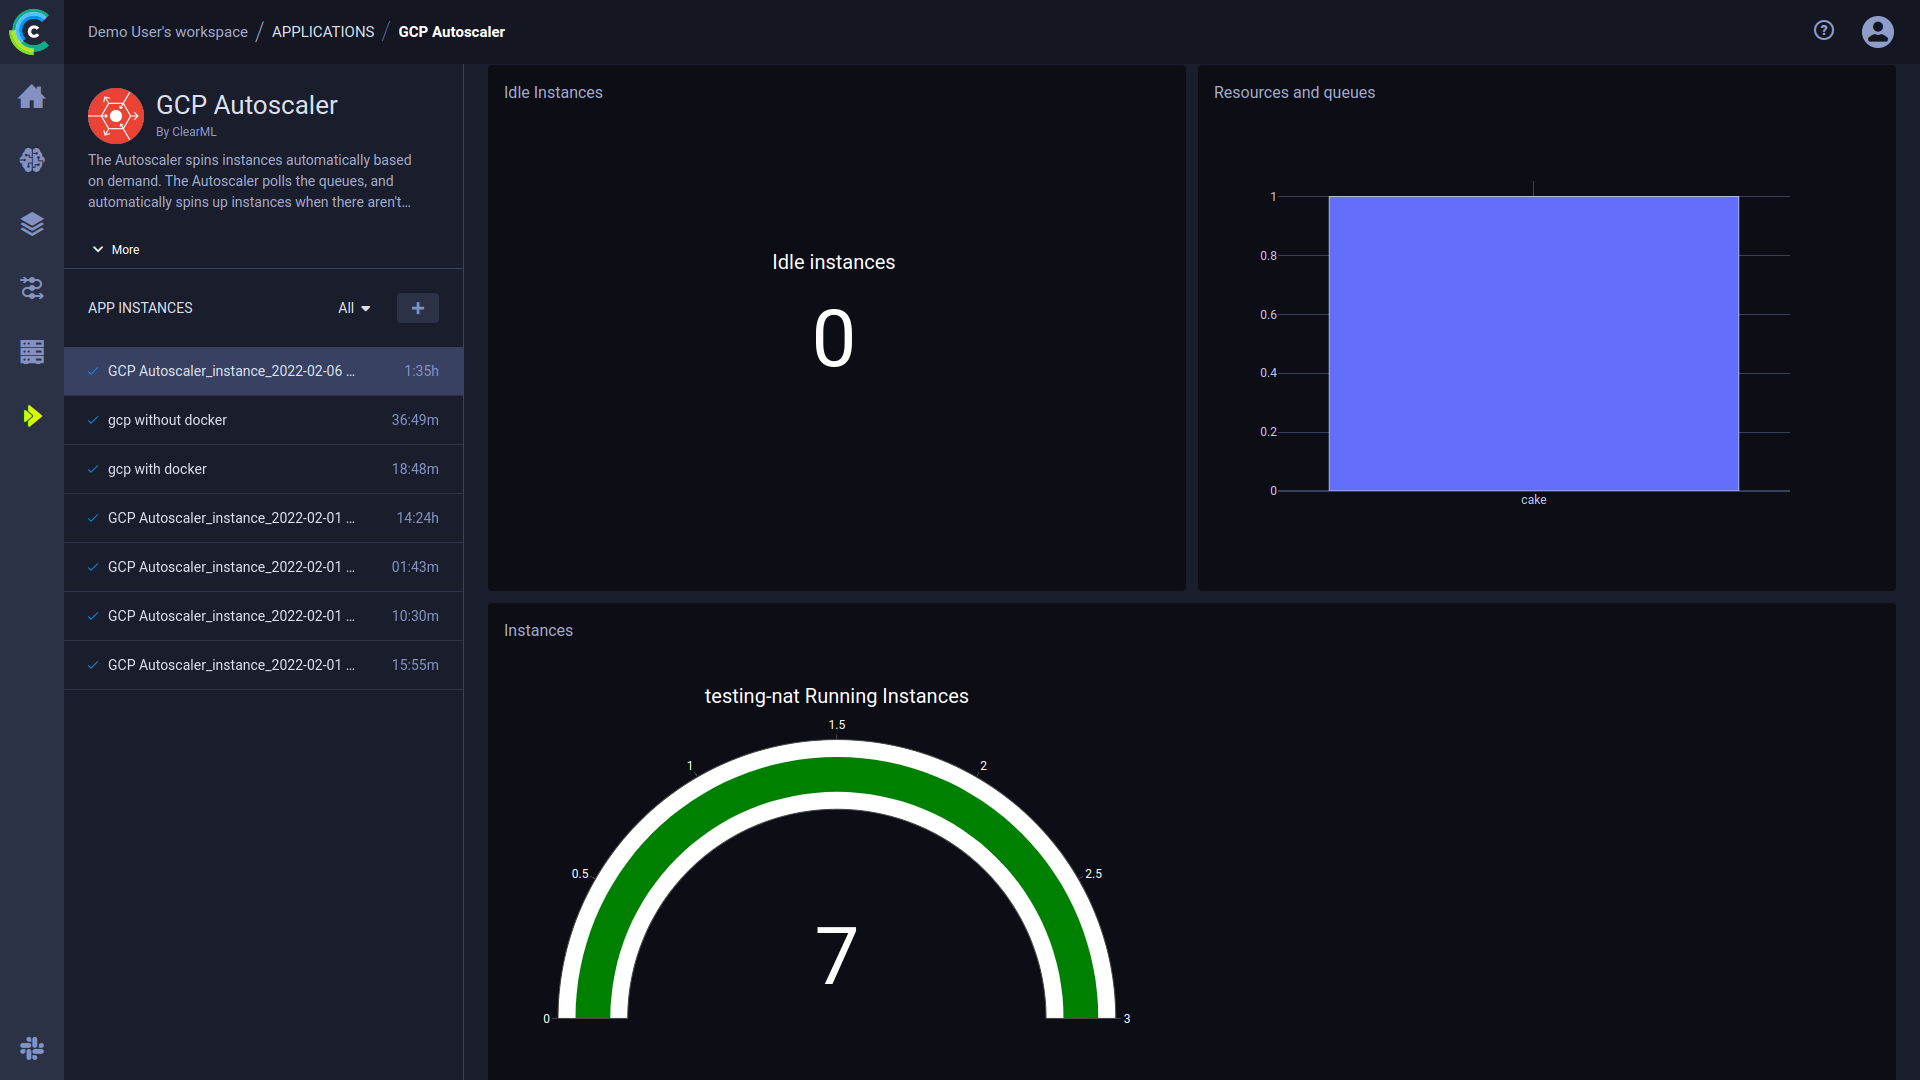 Demo User's workspace / APPLICATIONS / GCP Autoscaler
GCP Autoscaler
By ClearML
The Autoscaler spins instances automatically based
on demand. The Autoscaler polls the queues, and
automatically spins up instances when there aren't...
More
APP INSTANCES All +
GCP Autoscaler_instance_2022-02-06 ... 1:35h
gcp without docker 36:49m
gcp with docker 18:48m
GCP Autoscaler_instance_2022-02-01 ... 14:24h
GCP Autoscaler_instance_2022-02-01 ... 01:43m
GCP Autoscaler_instance_2022-02-01 ... 10:30m
GCP Autoscaler_instance_2022-02-01 ... 15:55m
Idle Instances
Idle instances
0
Resources and queues
1
0.8
0.6
0.4
0.2
0
cake
Instances
testing-nat Running Instances
0
0.5
1
1.5
2
2.5
3
7